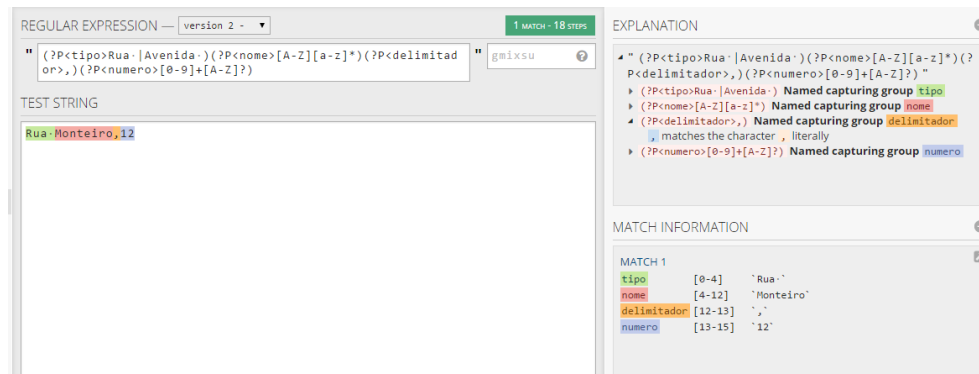 REGULAR EXPRESSION — version 2 - ▼
1 MATCH - 18 STEPS
" (?P<tipo>Rua·|Avenida·)(?P<nome>[A-Z][a-z]*)(?P<delimitad
or>,)(?P<numero>[0-9]+[A-Z]?) " gmixsu
TEST STRING
Rua·Monteiro,12
EXPLANATION
" (?P<tipo>Rua·|Avenida·)(?P<nome>[A-Z][a-z]*)(?
P<delimitador>,)(?P<numero>[0-9]+[A-Z]?) "
(?P<tipo>Rua·|Avenida·) Named capturing group tipo
(?P<nome>[A-Z][a-z]*) Named capturing group nome
(?P<delimitador>,) Named capturing group delimitador
, matches the character , literally
(?P<numero>[0-9]+[A-Z]?) Named capturing group numero
MATCH INFORMATION
MATCH 1
tipo [0-4] `Rua·`
nome [4-12] `Monteiro`
delimitador [12-13] `,`
numero [13-15] `12`